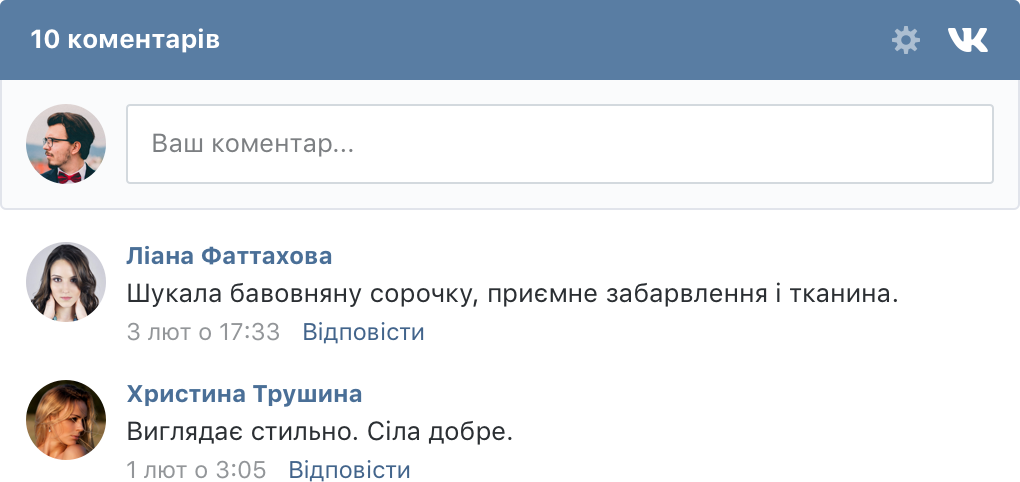 10 коментарів
Ваш коментар...
Ліана Фаттахова
Шукала бавовняну сорочку, приємне забарвлення і тканина.
3 лют о 17:33 Відповісти
Христина Трушина
Виглядає стильно. Сіла добре.
1 лют о 3:05 Відповісти